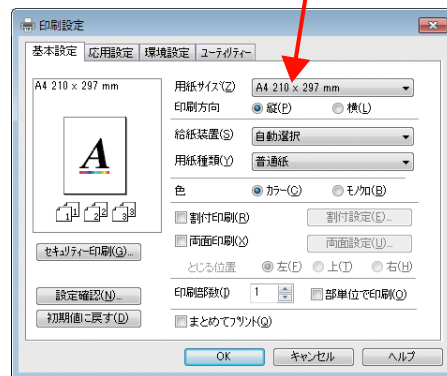 印刷設定
基本設定 応用設定 環境設定 ユーティリティー
A4 210 x 297 mm
A
1 1 2 2 3 3
セキュリティー印刷(G)...
設定確認(N)...
初期値に戻す(D)
用紙サイズ(Z) A4 210 x 297 mm
印刷方向 縦(P) 横(L)
給紙装置(S) 自動選択
用紙種類(Y) 普通紙
色 カラー(C) モノクロ(B)
割付印刷(R) 割付設定(E)...
両面印刷(X) 両面設定(U)...
とじる位置 左(F) 上(T) 右(H)
印刷部数(I) 1 部単位で印刷(O)
まとめてプリント(Q)
OK キャンセル ヘルプ